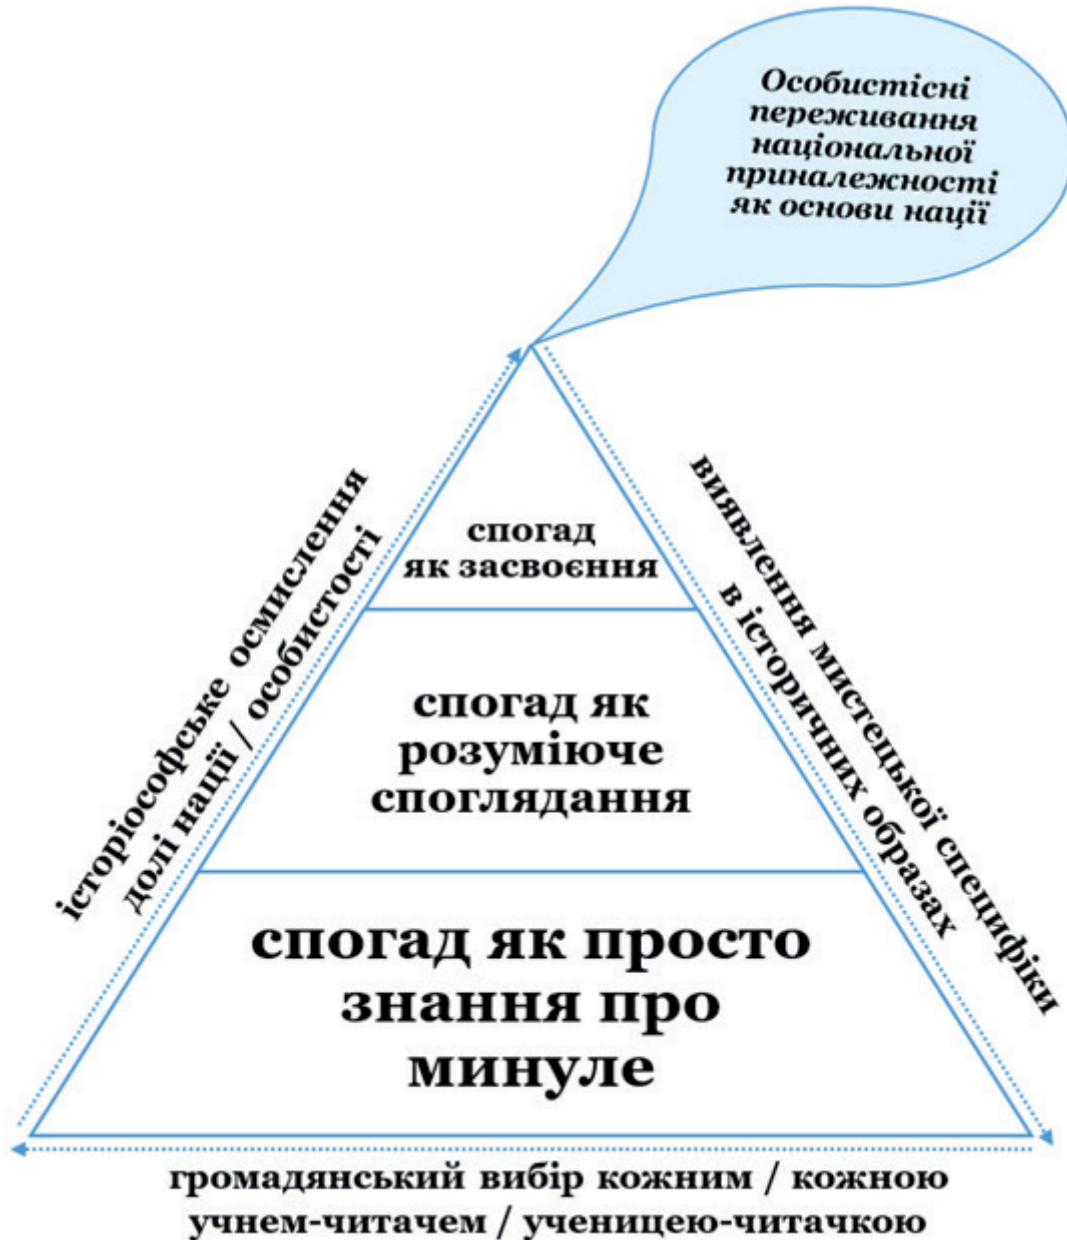 Особистісні
переживання
національної
приналежності
як основи нації
історіософське осмислення
долі нації / особистості
виявлення мистецької специфіки
в історичних образах
спогад
як засвоєння
спогад як
розуміюче
споглядання
спогад як просто
знання про
минуле
громадянський вибір кожним / кожною
учнем-читачем / ученицею-читачкою